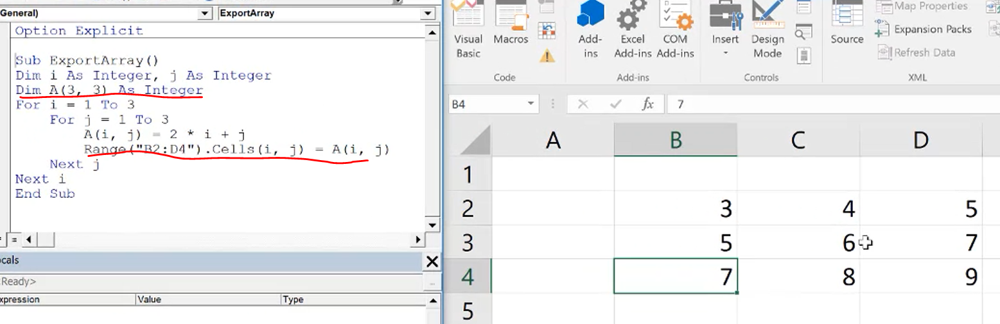 General)
ExportArray
Option Explicit
Sub ExportArray()
Dim i As Integer, j As Integer
Dim A(3, 3) As Integer
For i = 1 To 3
For j = 1 To 3
A(i, j) = 2 * i + j
Range("B2:D4").Cells(i, j) = A(i, j)
Next j
Next i
End Sub
cals
<Ready>
...
xpression Value Type
Visual Basic
Macros
Add-ins
Excel Add-ins
COM Add-ins
Insert
Design Mode
Source
Map Properties
Expansion Packs
Refresh Data
Code
Add-ins
Controls
XML
B4
fx
7
A B C D
1
2 3 4 5
3 5 6 7
4 7 8 9
5